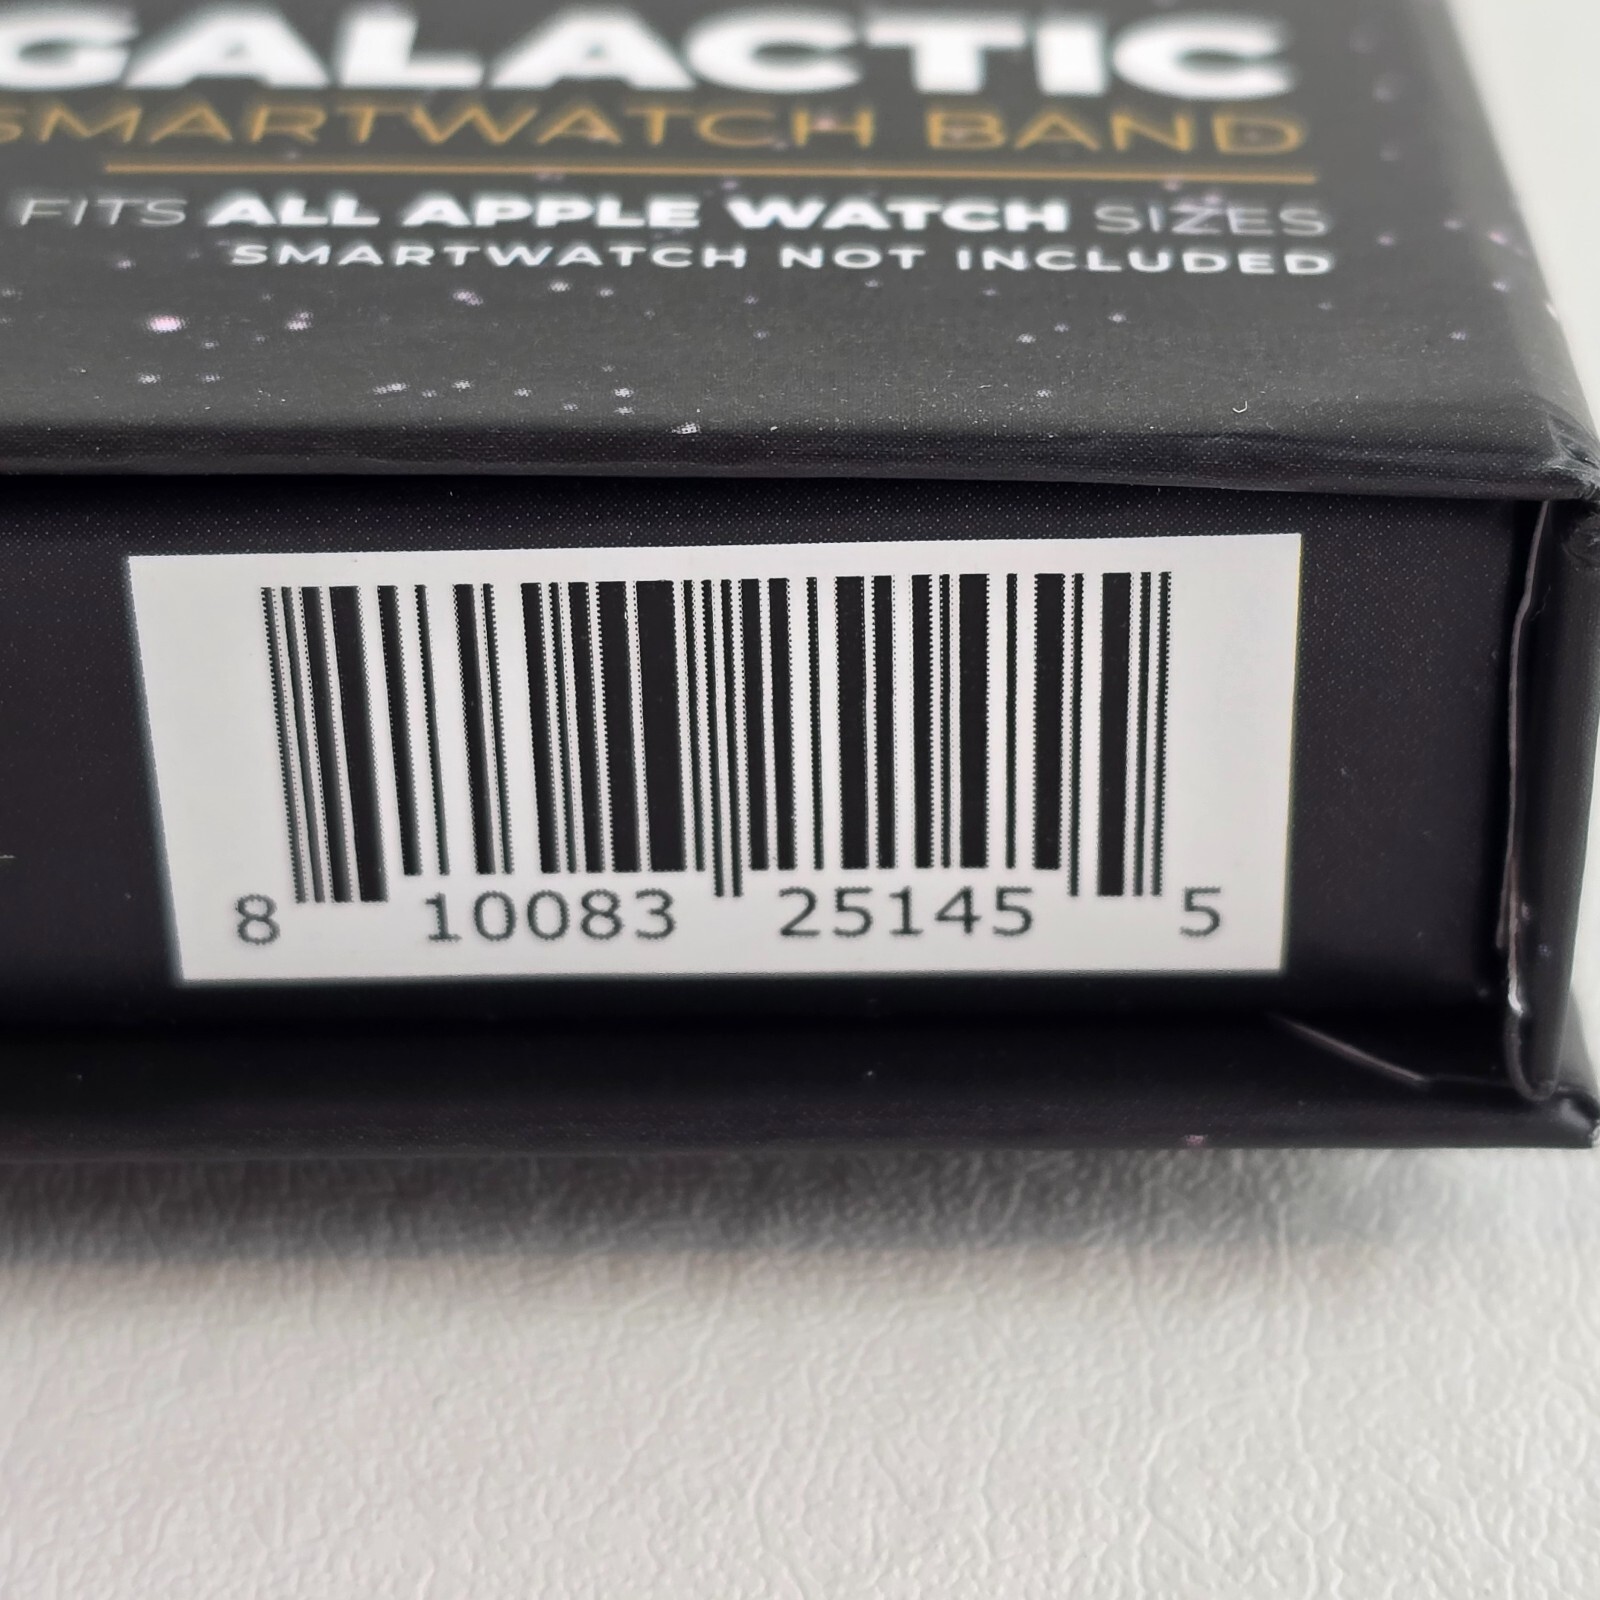 GALACTIC
SMARTWATCH BAND
FITS ALL APPLE WATCH SIZES
SMARTWATCH NOT INCLUDED
8 10083 25145 5